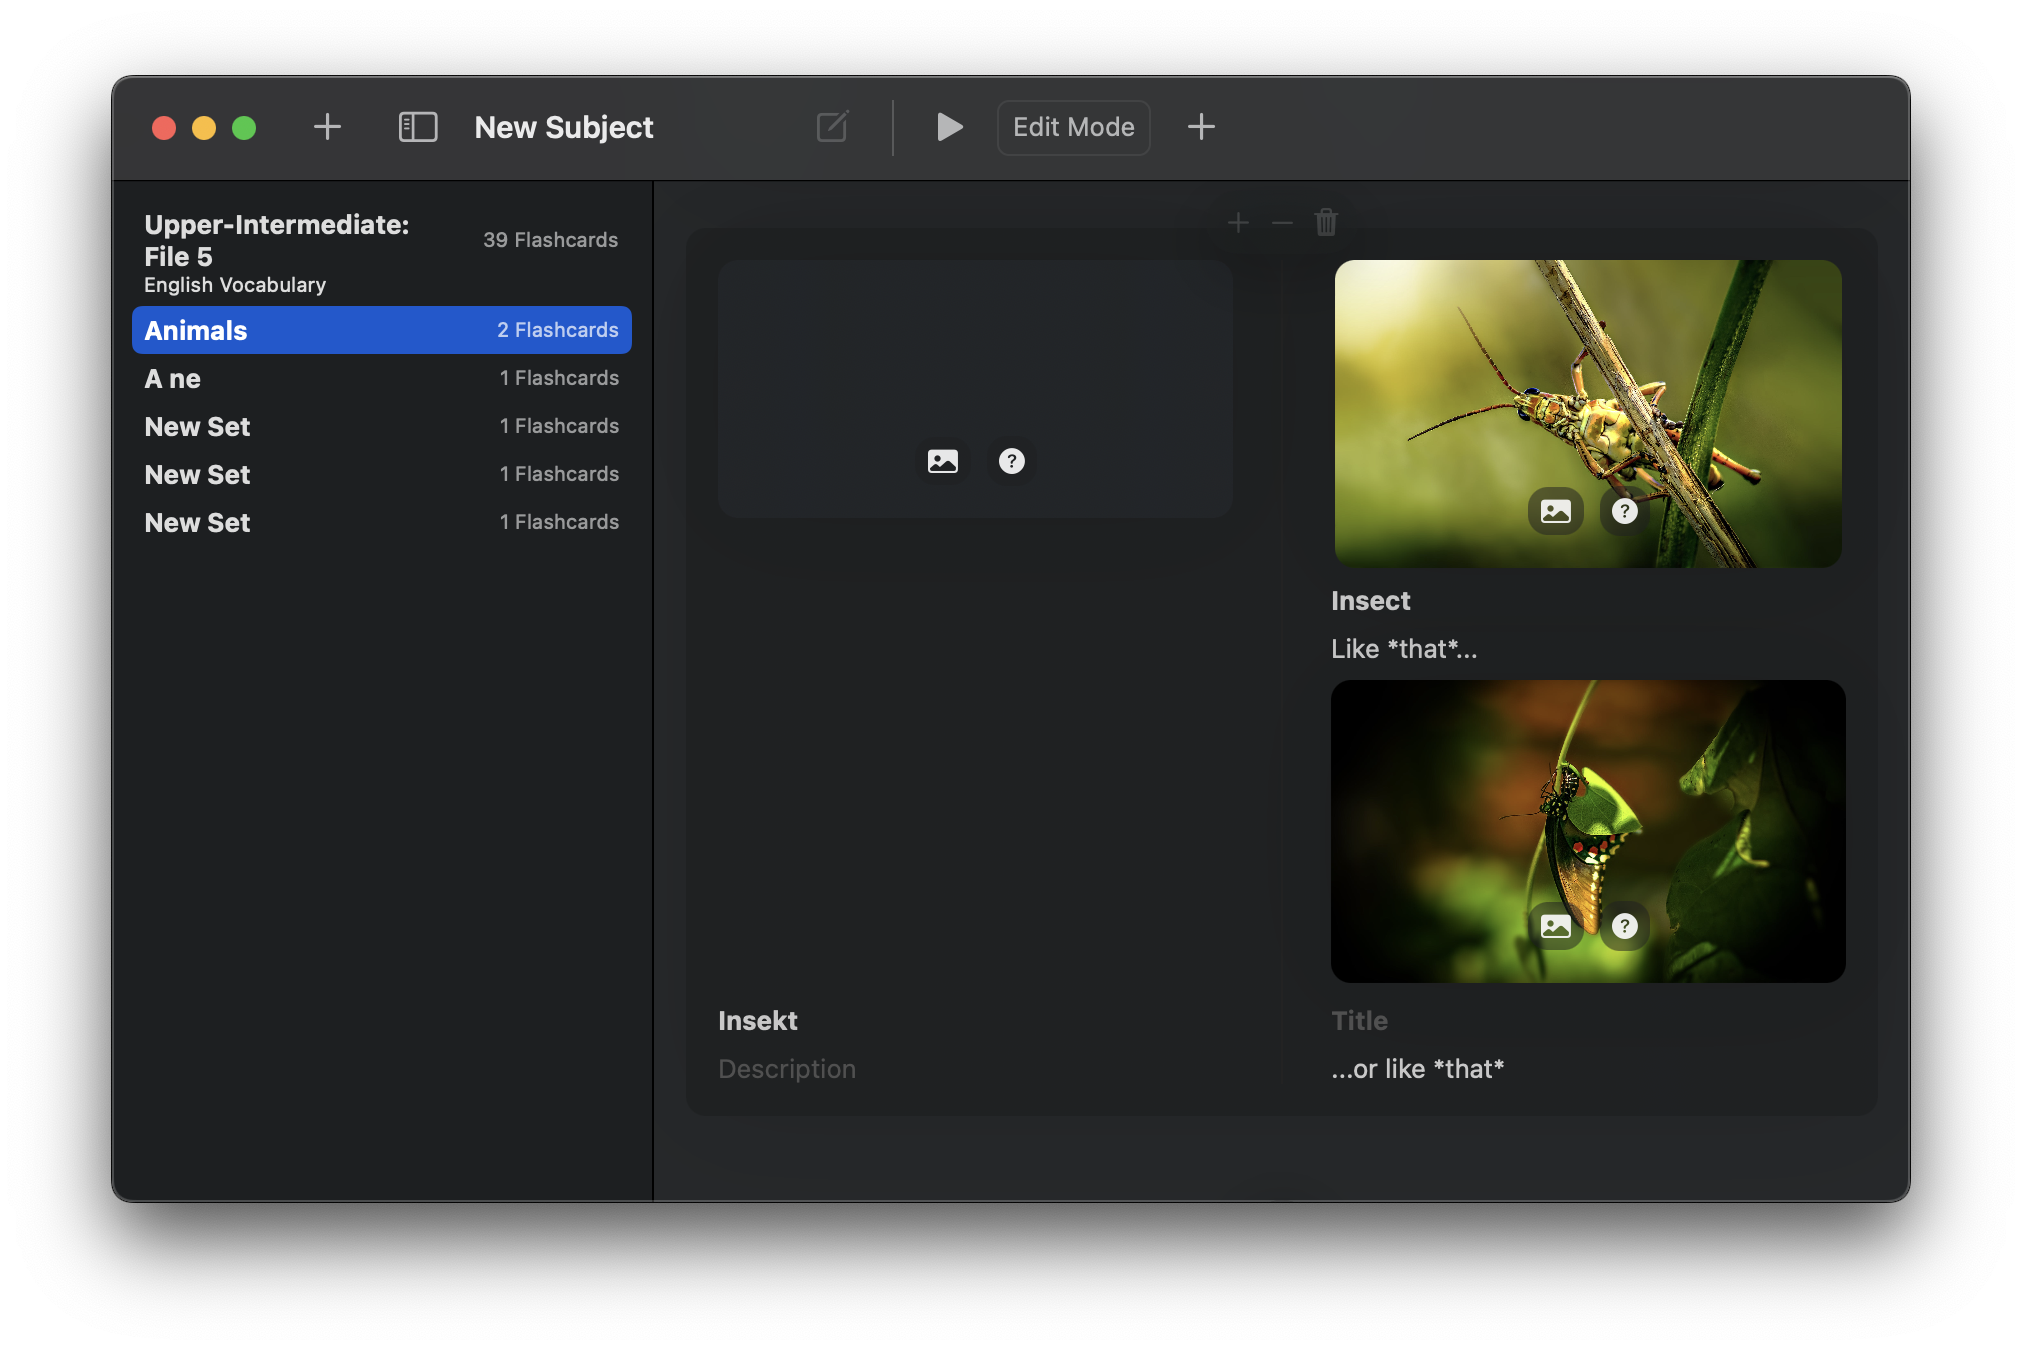 New Subject
Edit Mode
Upper-Intermediate:
File 5
39 Flashcards
English Vocabulary
Animals
2 Flashcards
A ne
1 Flashcards
New Set
1 Flashcards
New Set
1 Flashcards
New Set
1 Flashcards
Insekt
Description
Insect
Like *that*...
Title
...or like *that*